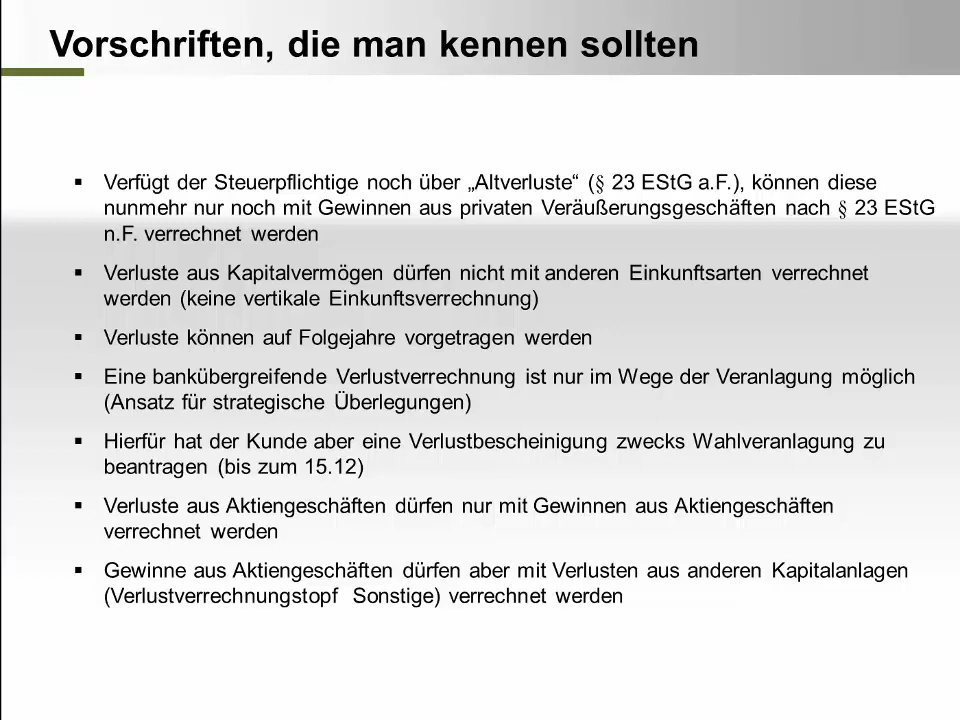 Vorschriften, die man kennen sollten
▪ Verfügt der Steuerpflichtige noch über „Altverluste“ (§ 23 EStG a.F.), können diese
nunmehr nur noch mit Gewinnen aus privaten Veräußerungsgeschäften nach § 23 EStG
n.F. verrechnet werden
▪ Verluste aus Kapitalvermögen dürfen nicht mit anderen Einkunftsarten verrechnet
werden (keine vertikale Einkunftsverrechnung)
▪ Verluste können auf Folgejahre vorgetragen werden
▪ Eine bankübergreifende Verlustverrechnung ist nur im Wege der Veranlagung möglich
(Ansatz für strategische Überlegungen)
▪ Hierfür hat der Kunde aber eine Verlustbescheinigung zwecks Wahlveranlagung zu
beantragen (bis zum 15.12)
▪ Verluste aus Aktiengeschäften dürfen nur mit Gewinnen aus Aktiengeschäften
verrechnet werden
▪ Gewinne aus Aktiengeschäften dürfen aber mit Verlusten aus anderen Kapitalanlagen
(Verlustverrechnungstopf Sonstige) verrechnet werden